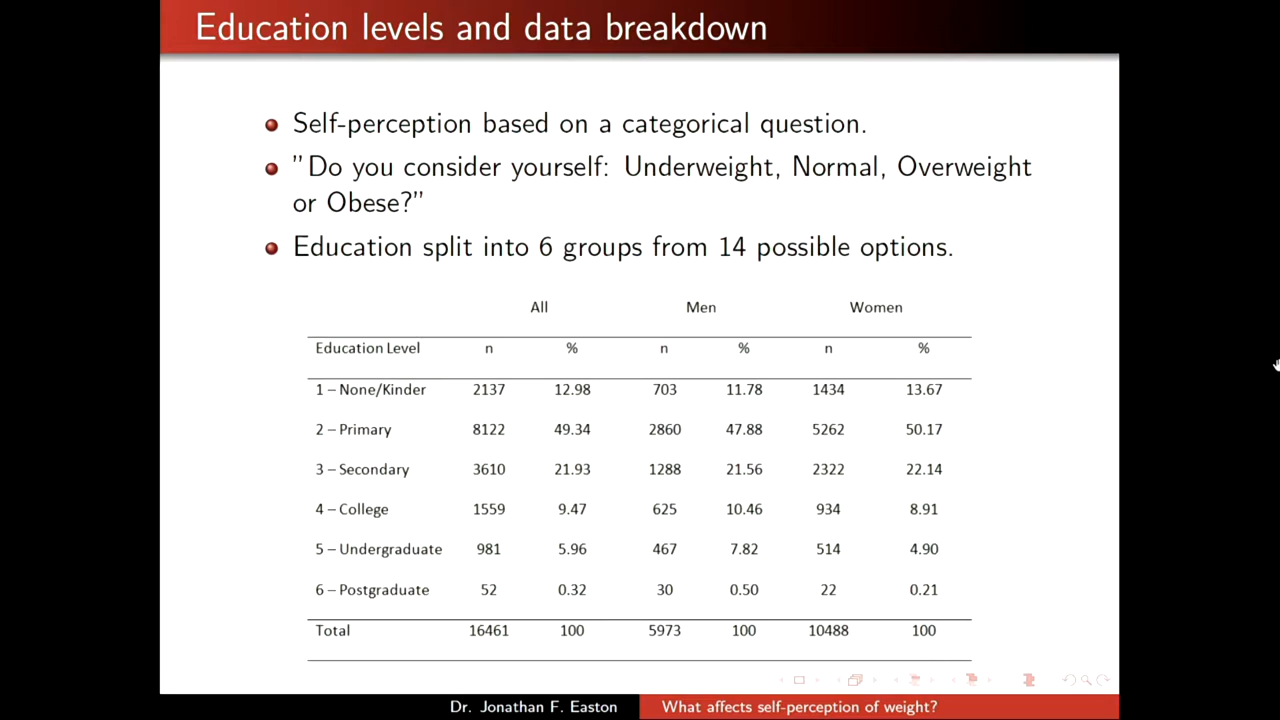 Education levels and data breakdown
Self-perception based on a categorical question.
"Do you consider yourself: Underweight, Normal, Overweight
or Obese?"
Education split into 6 groups from 14 possible options.
All Men Women
Education Level n % n % n %
1 – None/Kinder 2137 12.98 703 11.78 1434 13.67
2 – Primary 8122 49.34 2860 47.88 5262 50.17
3 – Secondary 3610 21.93 1288 21.56 2322 22.14
4 – College 1559 9.47 625 10.46 934 8.91
5 – Undergraduate 981 5.96 467 7.82 514 4.90
6 – Postgraduate 52 0.32 30 0.50 22 0.21
Total 16461 100 5973 100 10488 100
Dr. Jonathan F. Easton What affects self-perception of weight?